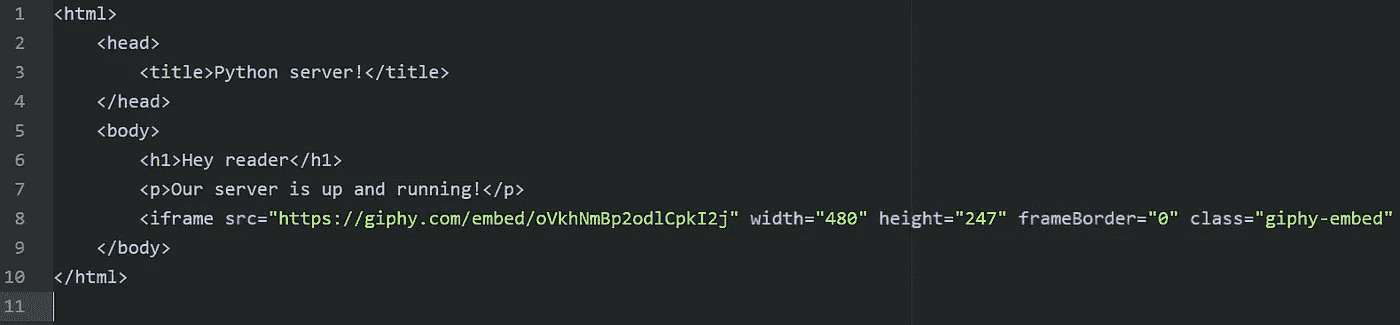 1 <html>
2     <head>
3         <title>Python server!</title>
4     </head>
5     <body>
6         <h1>Hey reader</h1>
7         <p>Our server is up and running!</p>
8         <iframe src="https://giphy.com/embed/oVkhNmBp2odlCpkI2j" width="480" height="247" frameBorder="0" class="giphy-embed"
9     </body>
10 </html>
11